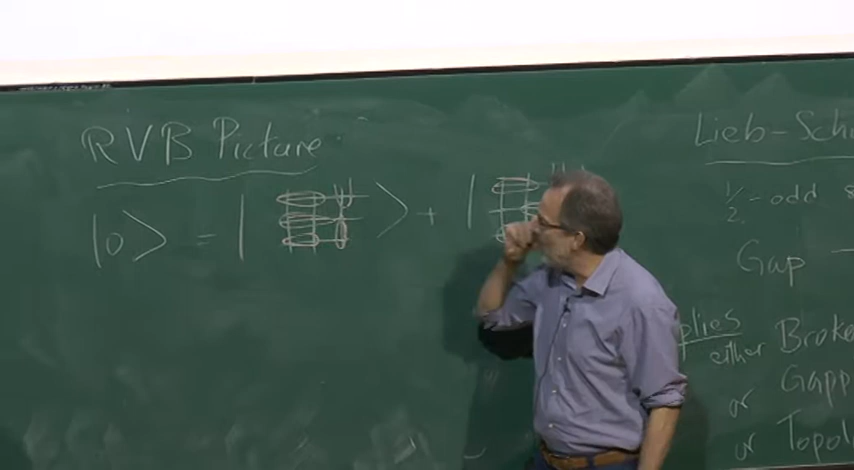 RVB Picture
|0> = | > + |
Lieb-Sch
1/2-odd
Gap
plies
either Broke
or Gapp
or Topol